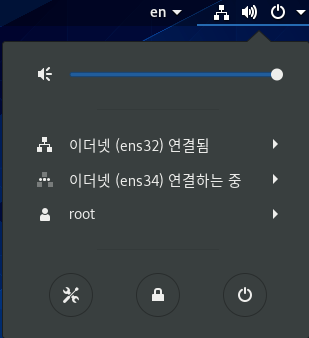 en
이더넷 (ens32) 연결됨
이더넷 (ens34) 연결하는 중
root